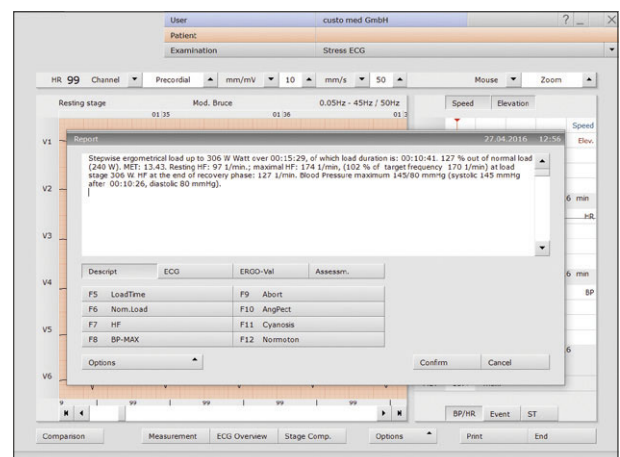 User custo med GmbH ? _ X
Patient
Examination Stress ECG
HR 99 Channel Precordial mm/mV 10 mm/s 50 Mouse Zoom
Resting stage Mod. Bruce 0.05Hz - 45Hz / 50Hz Speed Elevation
01:35 01:36 01:3
Speed
Report 27.04.2016 12:56
V1 Elev.
Stepwise ergometrical load up to 306 W Watt over 00:15:29, of which load duration is: 00:10:41. 127 % out of normal load
(240 W). MET: 13.43. Resting HF: 97 1/min.; maximal HF: 174 1/min, (102 % of target frequency 170 1/min) at load
stage 306 W. HF at the end of recovery phase: 127 1/min. Blood Pressure maximum 145/80 mmHg (systolic 145 mmHg
after 00:10:26, diastolic 80 mmHg).
V2
6 min
HR
V3
Descript ECG ERGO-Val Assessm.
6 min
V4
F5 LoadTime F9 Abort
BP
F6 Nom.Load F10 AngPect
F7 HF F11 Cyanosis
V5
F8 BP-MAX F12 Normoton
6
Options Confirm Cancel
V6
9 99 99 99 99
BP/HR Event ST
Comparison Measurement ECG Overview Stage Comp. Options Print End